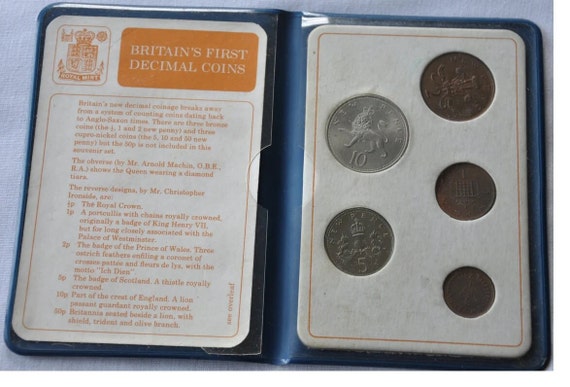 ROYAL MINT
BRITAIN'S FIRST
DECIMAL COINS
Britain's new decimal coinage breaks away
from a system of counting coins dating back
to Anglo-Saxon times. There are three bronze
coins (the ½, 1 and 2 new penny) and three
cupro-nickel coins (the 5, 10 and 50 new
penny) but the 50p is not included in this
souvenir set.
The obverse (by Mr. Arnold Machin, O.B.E.,
R.A.) shows the Queen wearing a diamond
tiara.
The reverse designs, by Mr. Christopher
Ironside, are:
½p The Royal Crown.
1p A portcullis with chains royally crowned,
originally a badge of King Henry VII,
but for long closely associated with the
Palace of Westminster.
2p The badge of the Prince of Wales. Three
ostrich feathers enfiling a coronet of
crosses pattee and fleurs de lys, with the
motto "Ich Dien"
5p The badge of Scotland. A thistle royally
crowned.
10p Part of the crest of England. A lion
passant guardant royally crowned.
50p Britannia seated beside a lion, with
shield, trident and olive branch.
see overleaf
10
2
NEW PENCE
5